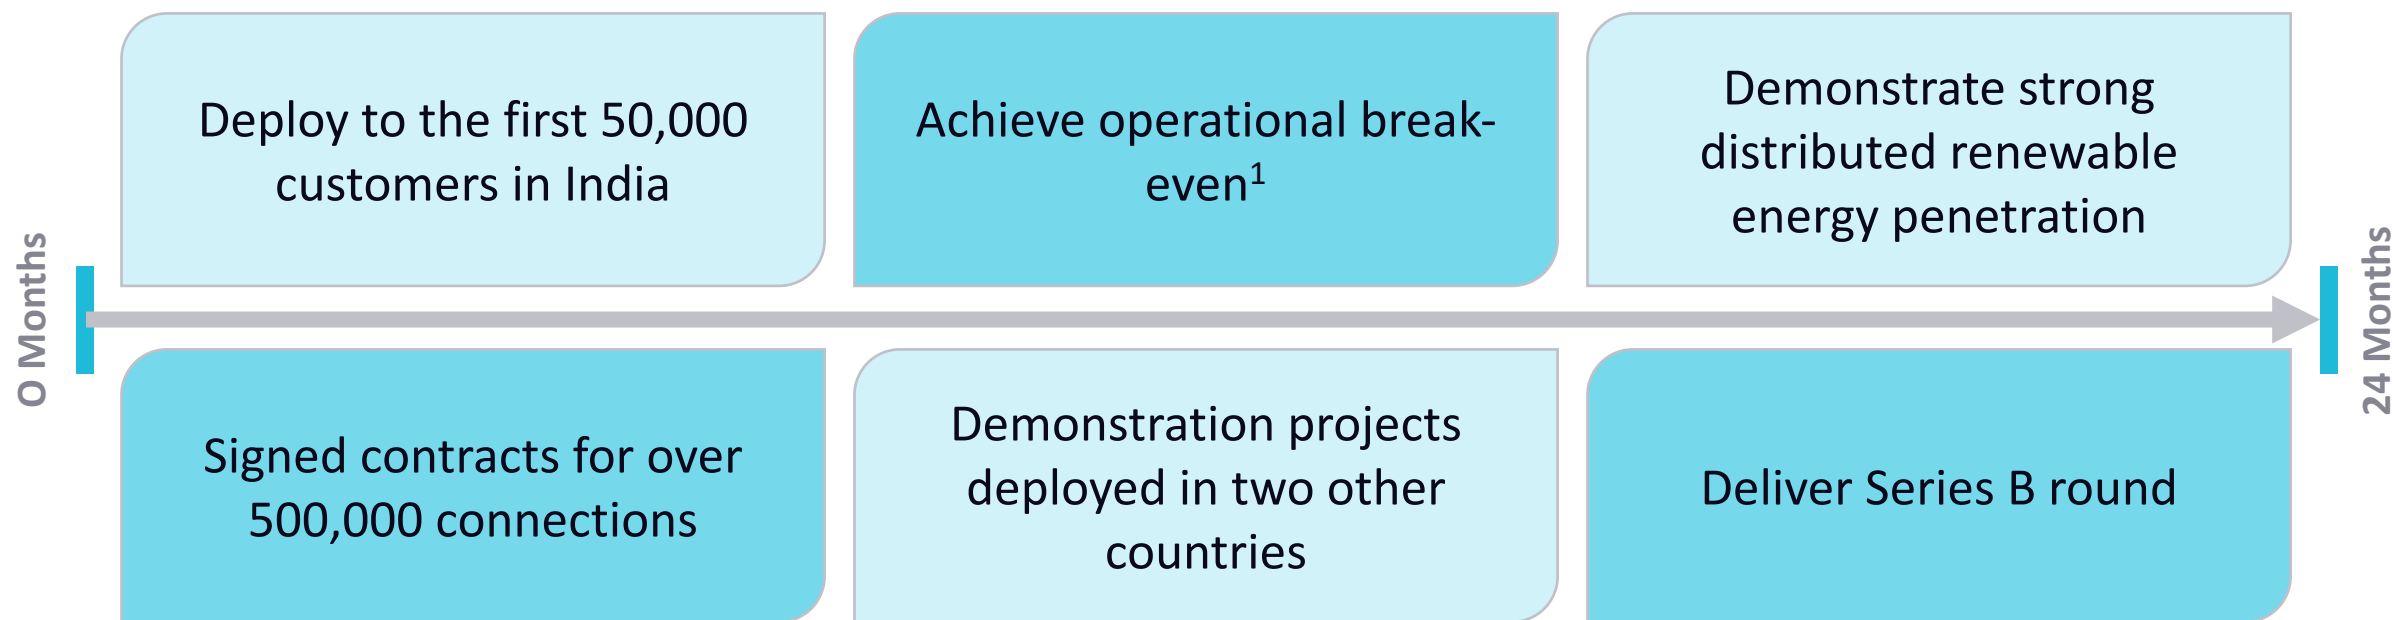 Deploy to the first 50,000
customers in India
Achieve operational break-
even¹
Demonstrate strong
distributed renewable
energy penetration
O Months
24 Months
Signed contracts for over
500,000 connections
Demonstration projects
deployed in two other
countries
Deliver Series B round